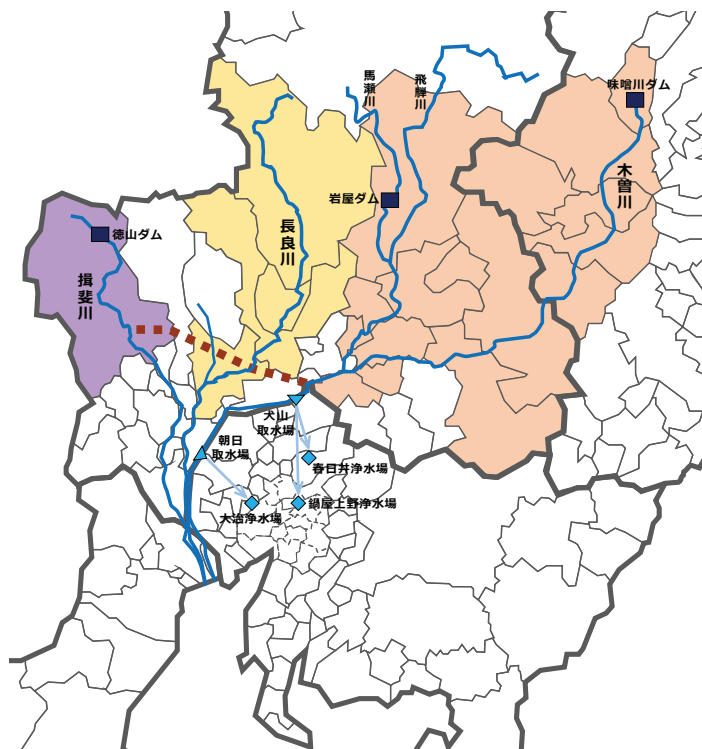 馬瀬川
飛騨川
味噌川ダム
木曽川
岩屋ダム
長良川
徳山ダム
揖斐川
犬山
取水場
朝日
取水場
春日井浄水場
鍋屋上野浄水場
大治浄水場